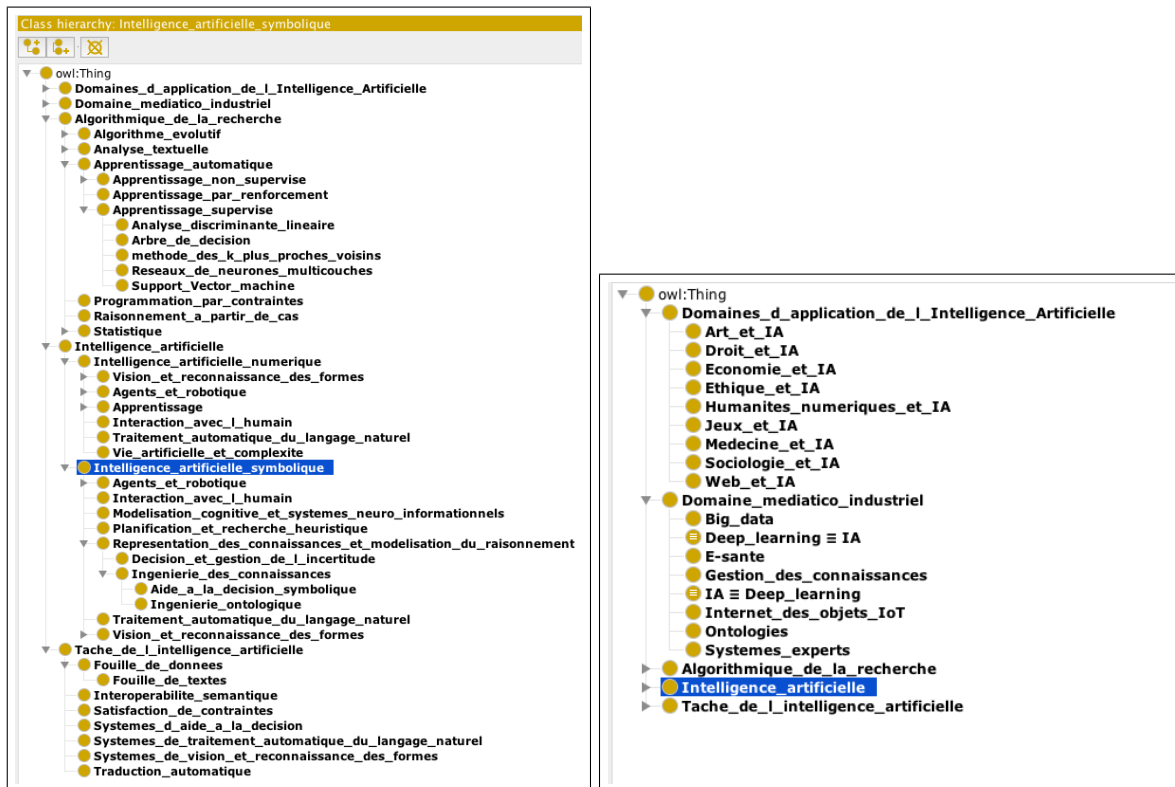 Class hierarchy: Intelligence_artificielle_symbolique
owl:Thing
Domaines_d_application_de_l_Intelligence_Artificielle
Domaine_mediatico_industriel
Algorithmique_de_la_recherche
Algorithme_evolutif
Analyse_textuelle
Apprentissage_automatique
Apprentissage_non_supervise
Apprentissage_par_renforcement
Apprentissage_supervise
Analyse_discriminante_lineaire
Arbre_de_decision
methode_des_k_plus_proches_voisins
Reseaux_de_neurones_multicouches
Support_Vector_machine
Programmation_par_contraintes
Raisonnement_a_partir_de_cas
Statistique
Intelligence_artificielle
Intelligence_artificielle_numerique
Vision_et_reconnaissance_des_formes
Agents_et_robotique
Apprentissage
Interaction_avec_l_humain
Traitement_automatique_du_langage_naturel
Vie_artificielle_et_complexite
Intelligence_artificielle_symbolique
Agents_et_robotique
Interaction_avec_l_humain
Modelisation_cognitive_et_systemes_neuro_informationnels
Planification_et_recherche_heuristique
Representation_des_connaissances_et_modelisation_du_raisonnement
Decision_et_gestion_de_l_incertitude
Ingenierie_des_connaissances
Aide_a_la_decision_symbolique
Ingenierie_ontologique
Traitement_automatique_du_langage_naturel
Vision_et_reconnaissance_des_formes
Tache_de_l_intelligence_artificielle
Fouille_de_donnees
Fouille_de_textes
Interoperabilite_semantique
Satisfaction_de_contraintes
Systemes_d_aide_a_la_decision
Systemes_de_traitement_automatique_du_langage_naturel
Systemes_de_vision_et_reconnaissance_des_formes
Traduction_automatique
owl:Thing
Domaines_d_application_de_l_Intelligence_Artificielle
Art_et_IA
Droit_et_IA
Economie_et_IA
Ethique_et_IA
Humanites_numeriques_et_IA
Jeux_et_IA
Medecine_et_IA
Sociologie_et_IA
Web_et_IA
Domaine_mediatico_industriel
Big_data
Deep_learning ≡ IA
E-sante
Gestion_des_connaissances
IA ≡ Deep_learning
Internet_des_objets_IoT
Ontologies
Systemes_experts
Algorithmique_de_la_recherche
Intelligence_artificielle
Tache_de_l_intelligence_artificielle